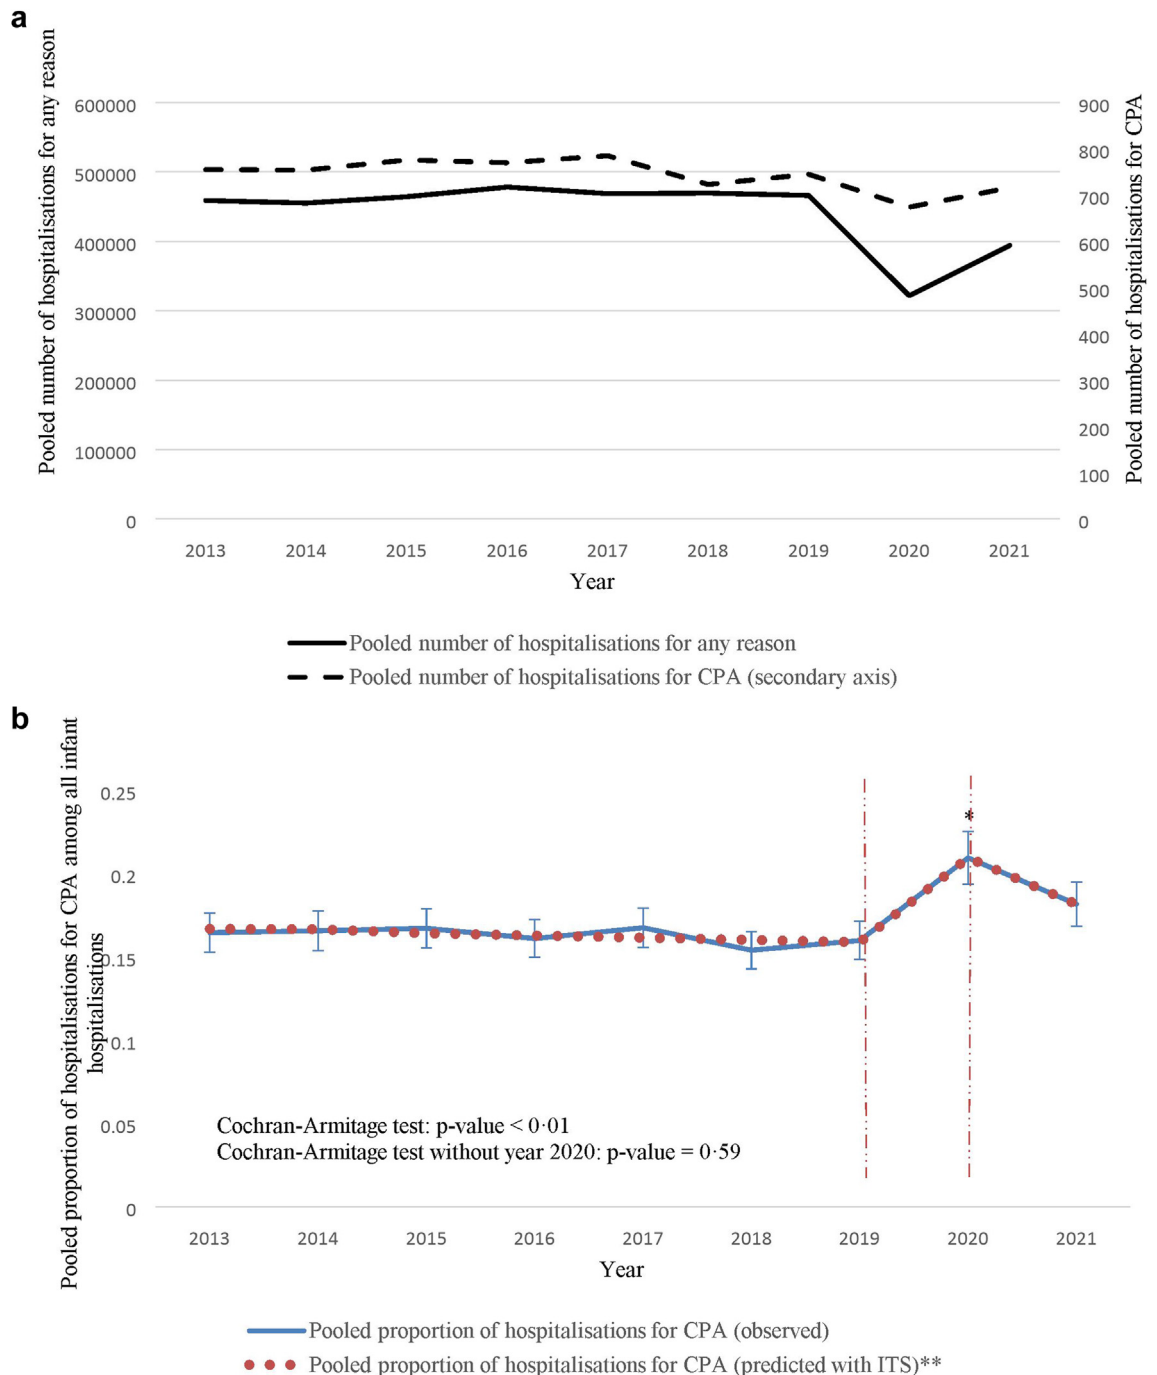 a
Pooled number of hospitalisations for any reason
600000
500000
400000
300000
200000
100000
0
900
800
700
600
500
400
300
200
100
0
Pooled number of hospitalisations for CPA
2013 2014 2015 2016 2017 2018 2019 2020 2021
Year
Pooled number of hospitalisations for any reason
Pooled number of hospitalisations for CPA (secondary axis)
b
Pooled proportion of hospitalisations for CPA among all infant
hospitalisations
0.25
0.2
0.15
0.1
0.05
0
*
Cochran-Armitage test: p-value < 0·01
Cochran-Armitage test without year 2020: p-value = 0·59
2013 2014 2015 2016 2017 2018 2019 2020 2021
Year
Pooled proportion of hospitalisations for CPA (observed)
Pooled proportion of hospitalisations for CPA (predicted with ITS)**